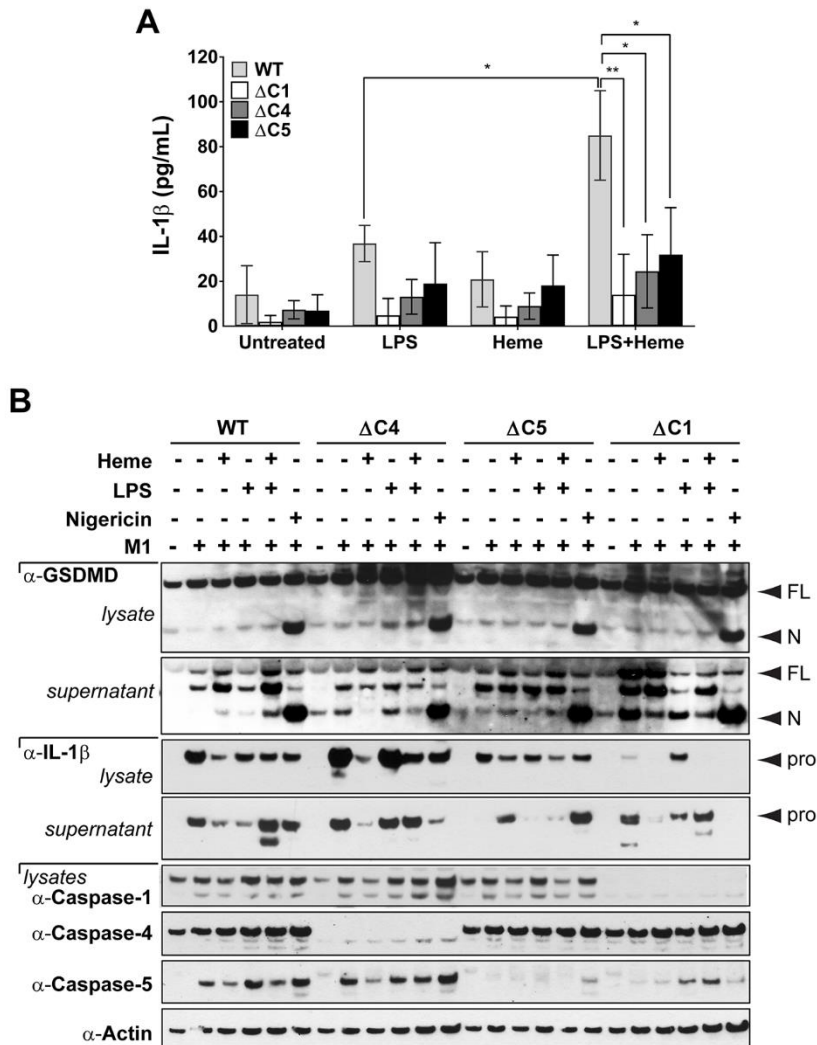 A
120
100
80
60
40
20
0
IL-1β (pg/mL)
WT
ΔC1
ΔC4
ΔC5
*
**
*
*
Untreated LPS Heme LPS+Heme
B
WT ΔC4 ΔC5 ΔC1
Heme - - + - + - - - + - + - - - + - + - - - + - + -
LPS - - - + + - - - - + + - - - - + + - - - - + + -
Nigericin - - - - - + - - - - - + - - - - - + - - - - - +
M1 - + + + + + - + + + + + - + + + + + - + + + + +
α-GSDMD
lysate
FL
N
supernatant
FL
N
α-IL-1β
lysate
pro
supernatant
pro
lysates
α-Caspase-1
α-Caspase-4
α-Caspase-5
α-Actin